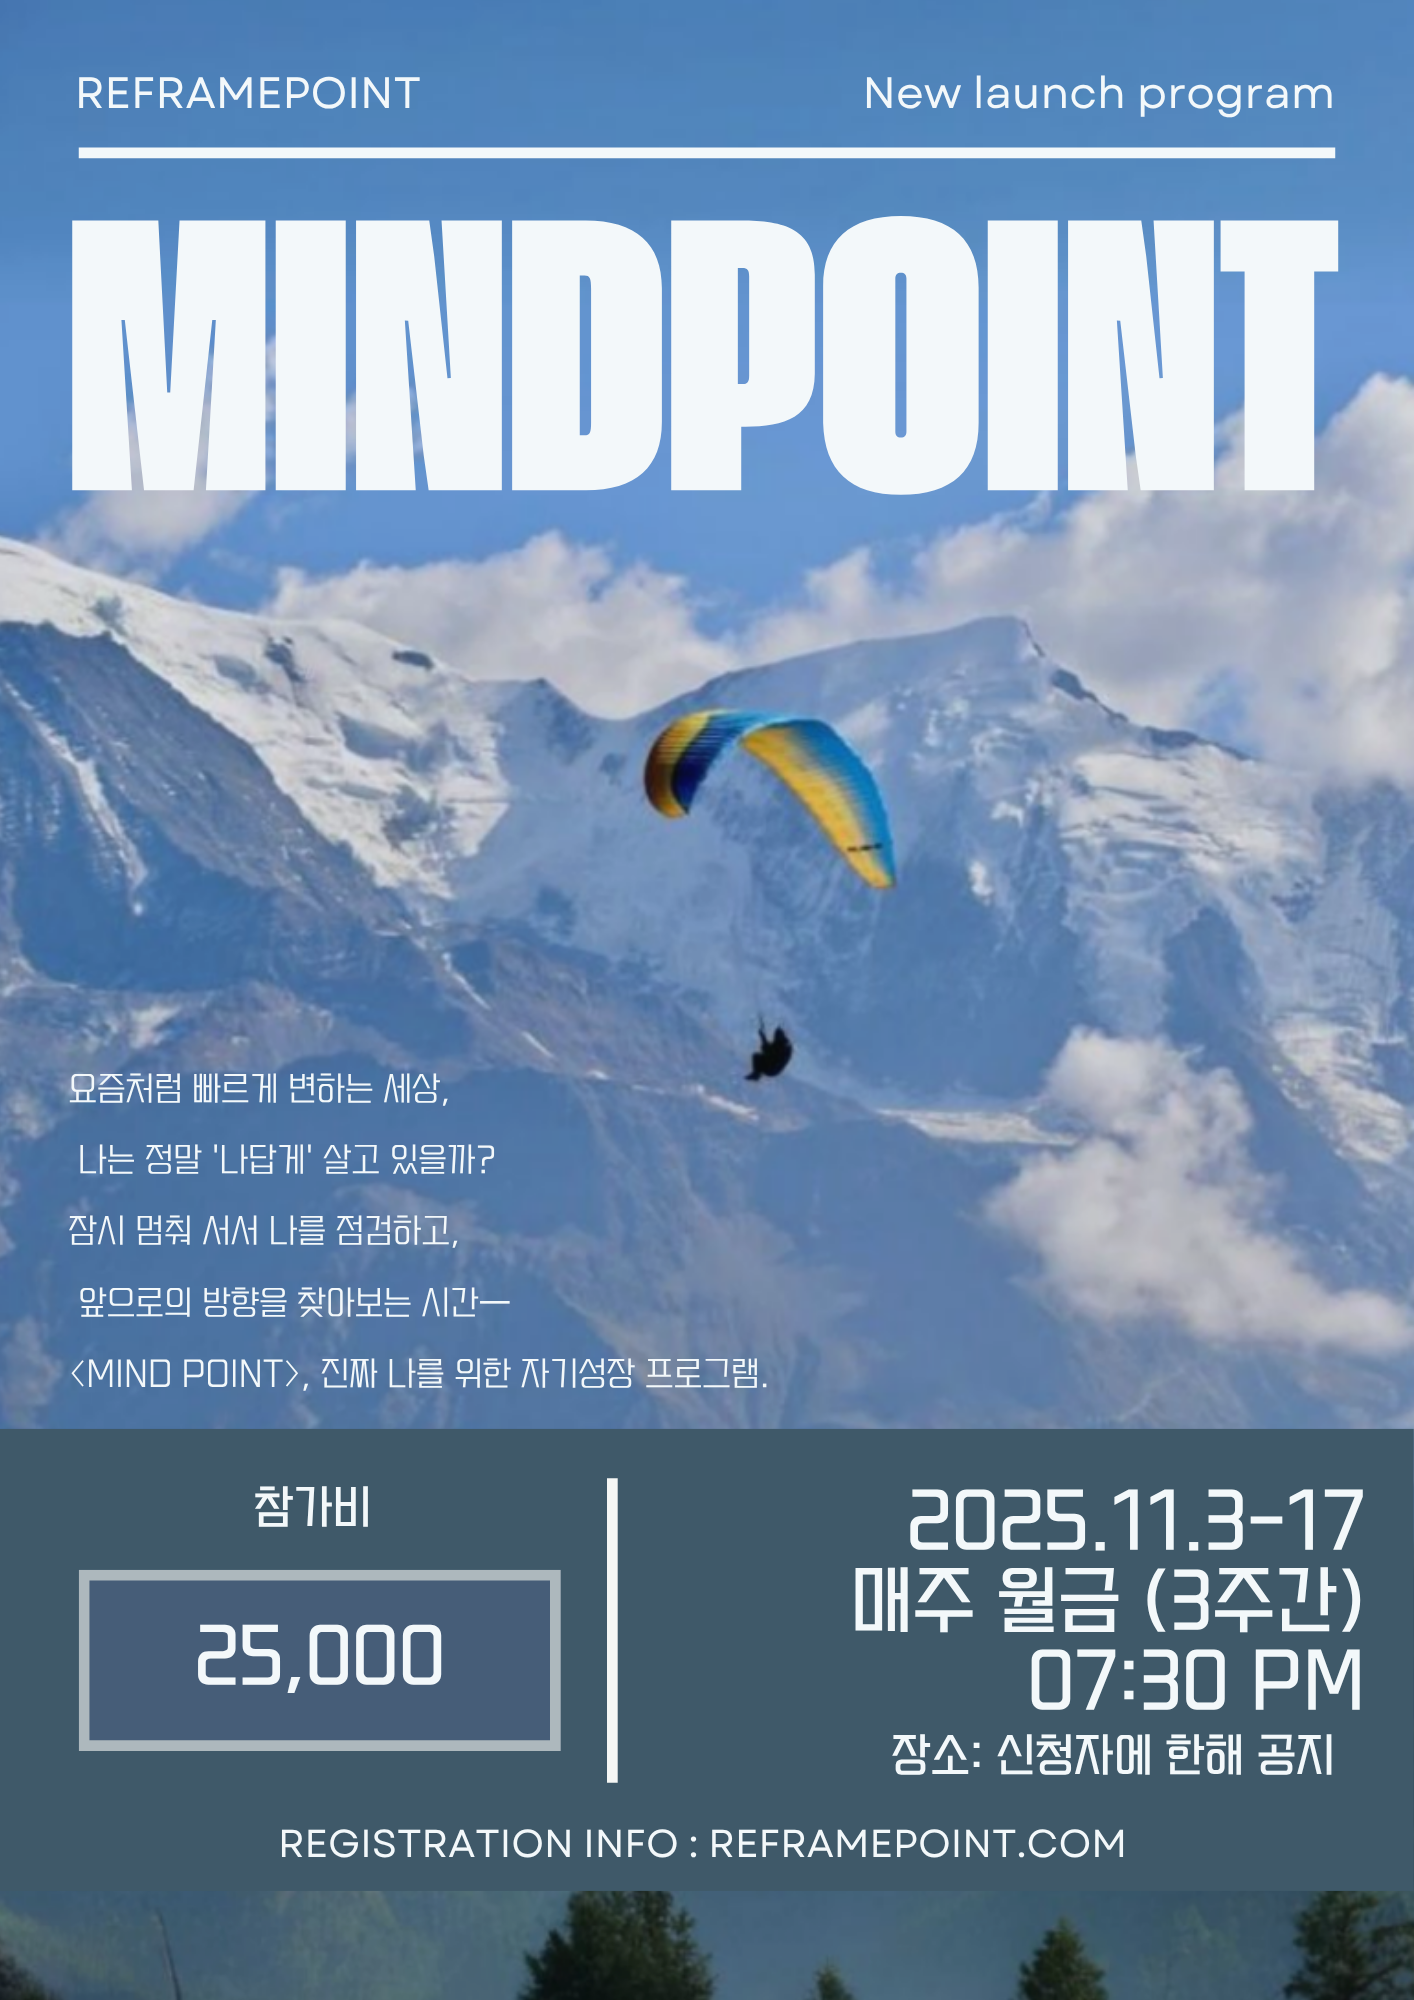 REFRAMEPOINT
New launch program
MINDPOINT
요즘처럼 빠르게 변하는 세상,
나는 정말 '나답게' 살고 있을까?
잠시 멈춰 서서 나를 점검하고,
앞으로의 방향을 찾아보는 시간—
<MIND POINT>, 진짜 나를 위한 자기성장 프로그램.
참가비
25,000
2025.11.3-17
매주 월금 (3주간)
07:30 PM
장소: 신청자에 한해 공지
REGISTRATION INFO : REFRAMEPOINT.COM